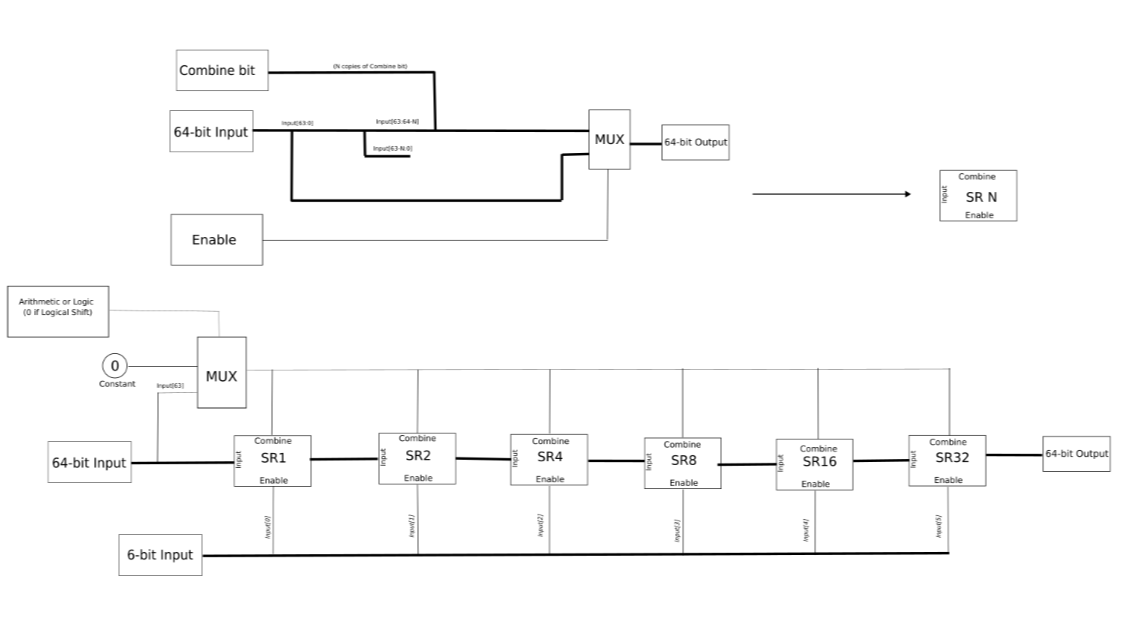 Combine bit
(N copies of Combine bit)
64-bit Input
Input[63:0]
Input[63:64-N]
Input[63-N:0]
MUX
64-bit Output
Enable
Combine
Input
SR N
Enable
Arithmetic or Logic
(0 if Logical Shift)
0
Constant
Input[63]
MUX
64-bit Input
Combine
Input
SR1
Enable
Combine
Input
SR2
Enable
Combine
Input
SR4
Enable
Combine
Input
SR8
Enable
Combine
Input
SR16
Enable
Combine
Input
SR32
Enable
64-bit Output
Input[0]
Input[1]
Input[2]
Input[3]
Input[4]
Input[5]
6-bit Input